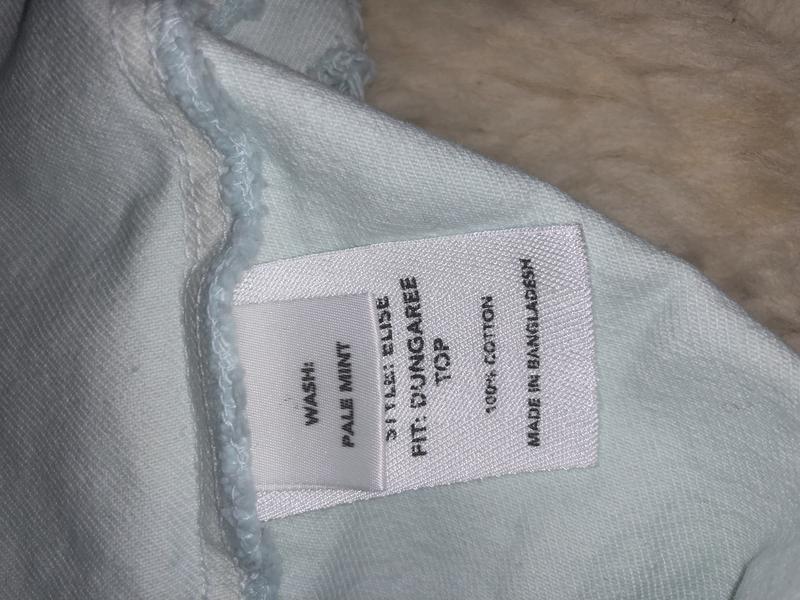 WASH:
PALE MINT
STYLE: ELISE
FIT: DUNGAREE
TOP
100% COTTON
MADE IN BANGLADESH